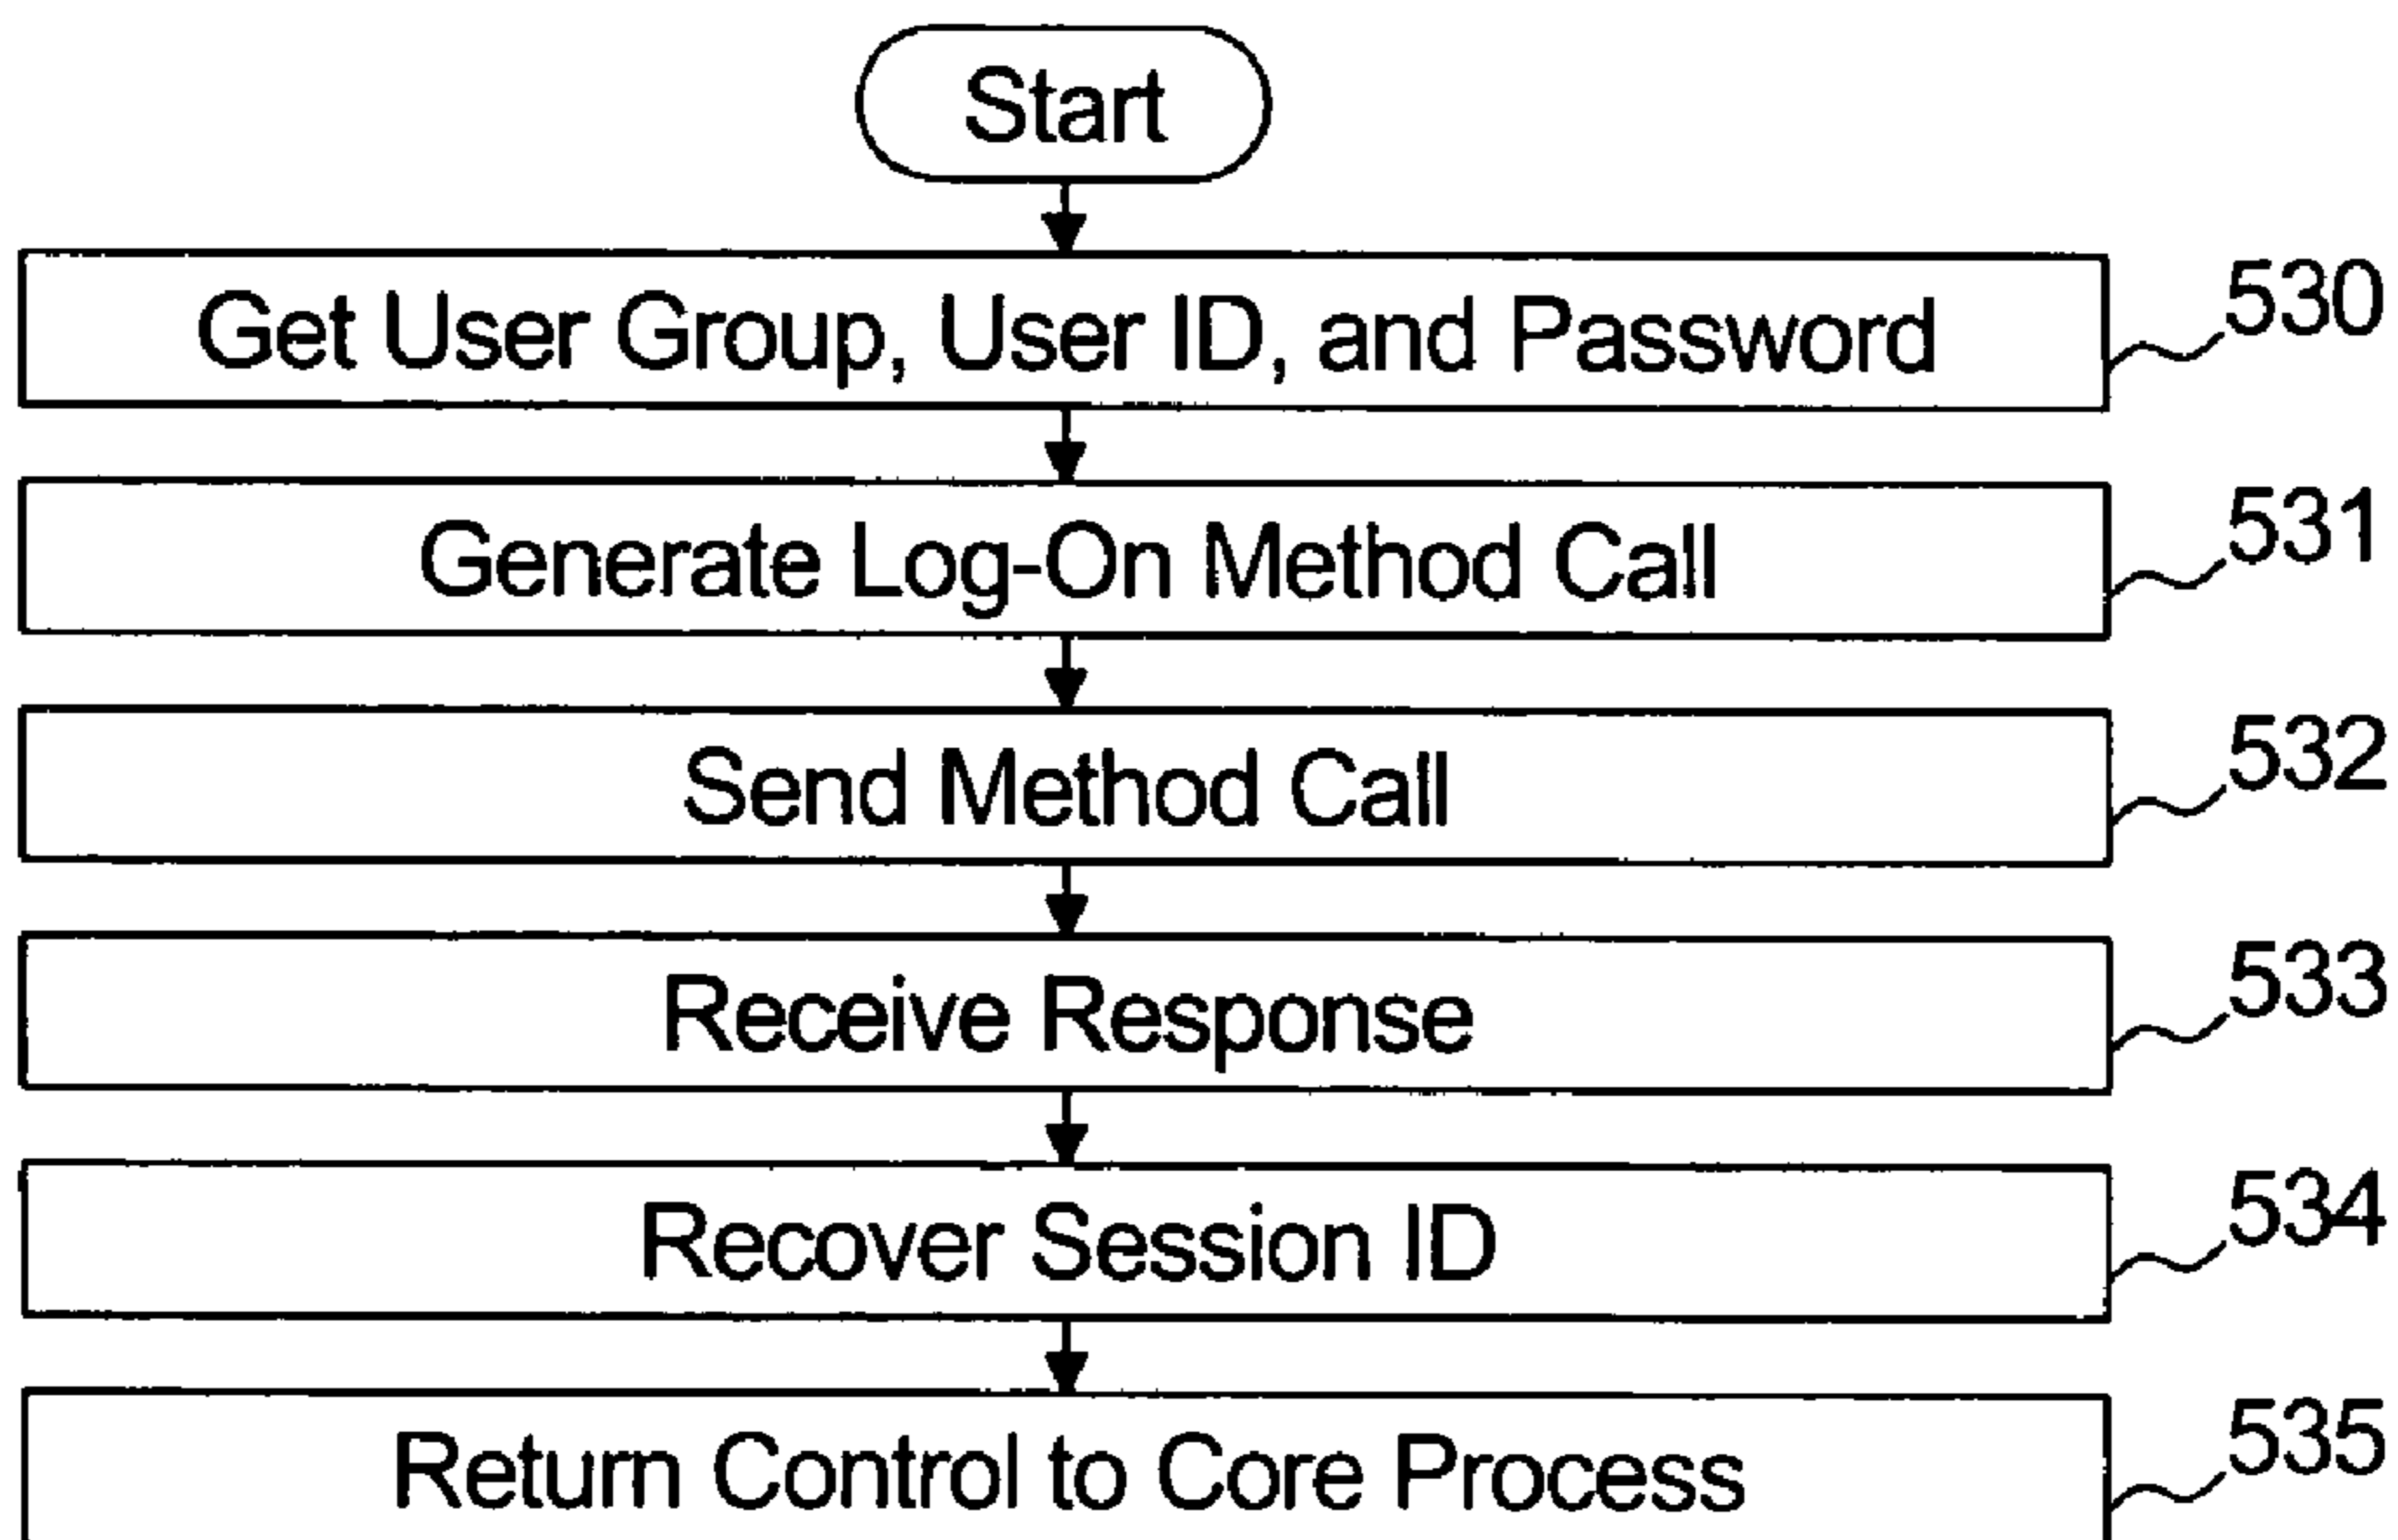 Start
Get User Group, User ID, and Password
530
Generate Log-On Method Call
531
Send Method Call
532
Receive Response
533
Recover Session ID
534
Return Control to Core Process
535